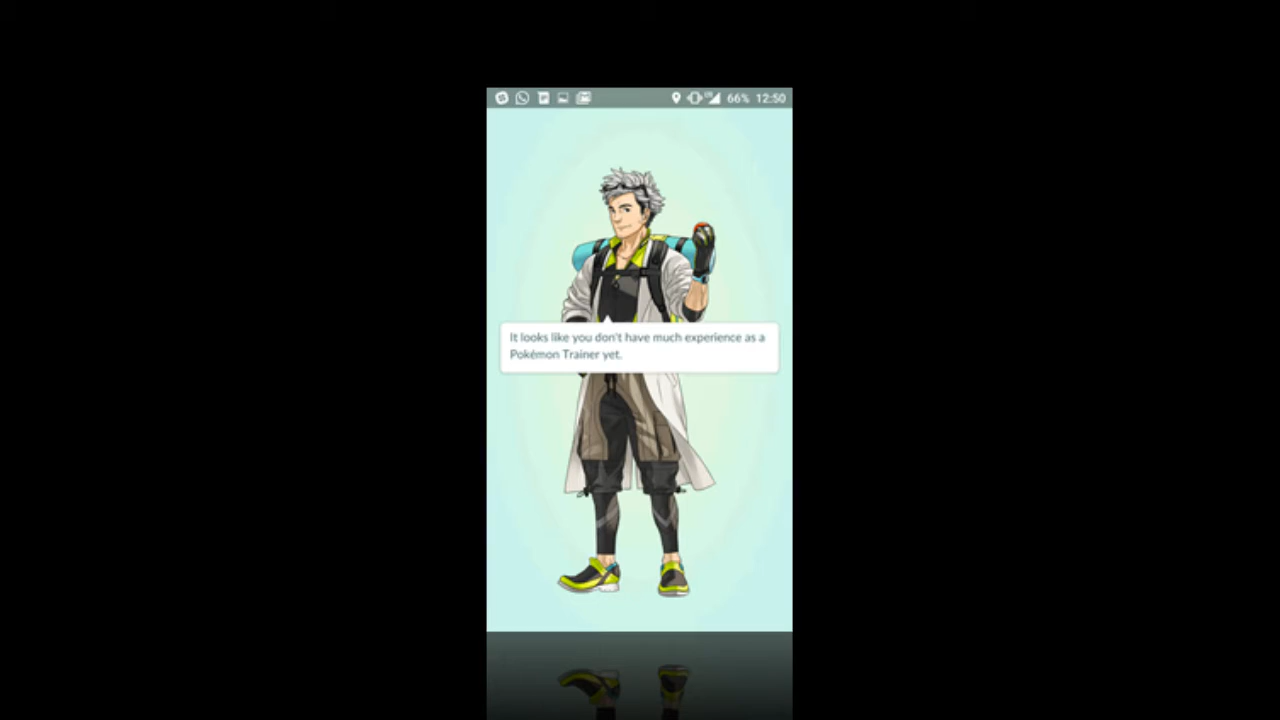 66% 12:50
It looks like you don't have much experience as a
Pokémon Trainer yet.